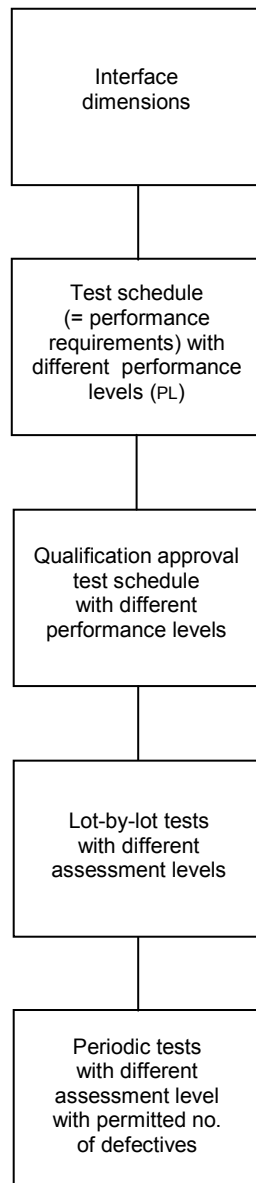 Interface
dimensions
Test schedule
(= performance
requirements) with
different performance
levels (PL)
Qualification approval
test schedule
with different
performance levels
Lot-by-lot tests
with different
assessment levels
Periodic tests
with different
assessment level
with permitted no.
of defectives